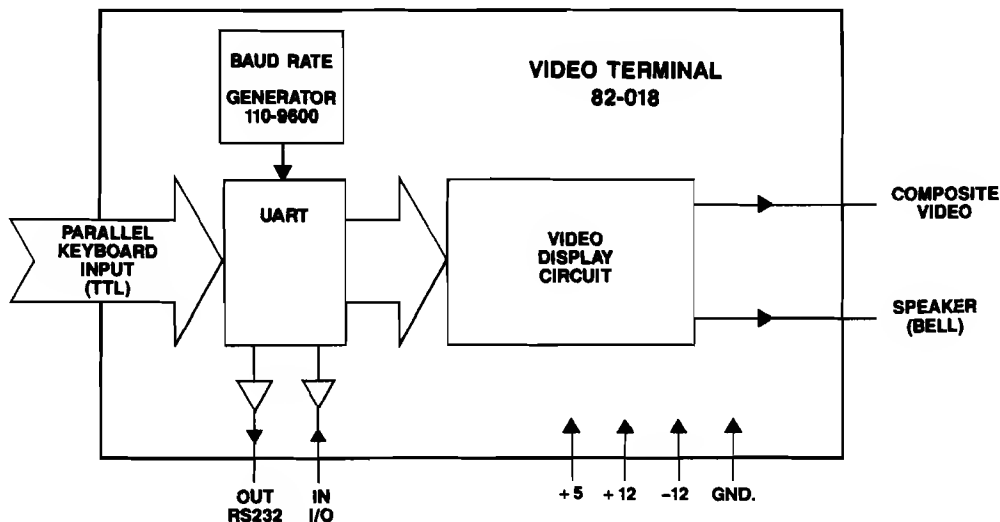 BAUD RATE
GENERATOR
110-9600
VIDEO TERMINAL
82-018
PARALLEL
KEYBOARD
INPUT
(TTL)
UART
VIDEO
DISPLAY
CIRCUIT
COMPOSITE
VIDEO
SPEAKER
(BELL)
OUT
RS232
IN
I/O
+5
+12
-12
GND.